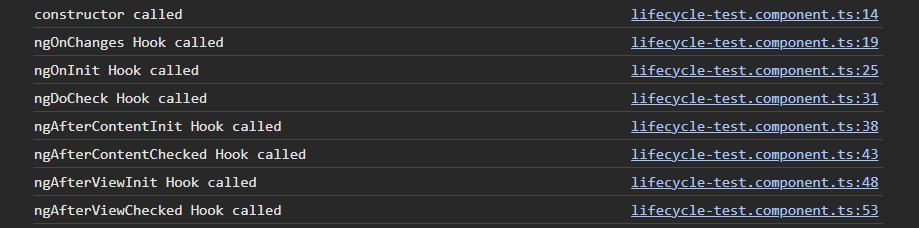 constructor called lifecycle-test.component.ts:14
ngOnChanges Hook called lifecycle-test.component.ts:19
ngOnInit Hook called lifecycle-test.component.ts:25
ngDoCheck Hook called lifecycle-test.component.ts:31
ngAfterContentInit Hook called lifecycle-test.component.ts:38
ngAfterContentChecked Hook called lifecycle-test.component.ts:43
ngAfterViewInit Hook called lifecycle-test.component.ts:48
ngAfterViewChecked Hook called lifecycle-test.component.ts:53